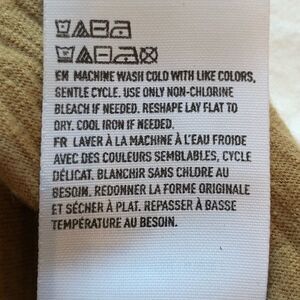 EN MACHINE WASH COLD WITH LIKE COLORS,
GENTLE CYCLE. USE ONLY NON-CHLORINE
BLEACH IF NEEDED. RESHAPE LAY FLAT TO
DRY. COOL IRON IF NEEDED.
FR LAVER À LA MACHINE À L'EAU FROIDE
AVEC DES COULEURS SEMBLABLES, CYCLE
DÉLICAT. BLANCHIR SANS CHLORE AU
BESOIN. REDONNER LA FORME ORIGINALE
ET SÉCHER À PLAT. REPASSER À BASSE
TEMPÉRATURE AU BESOIN.